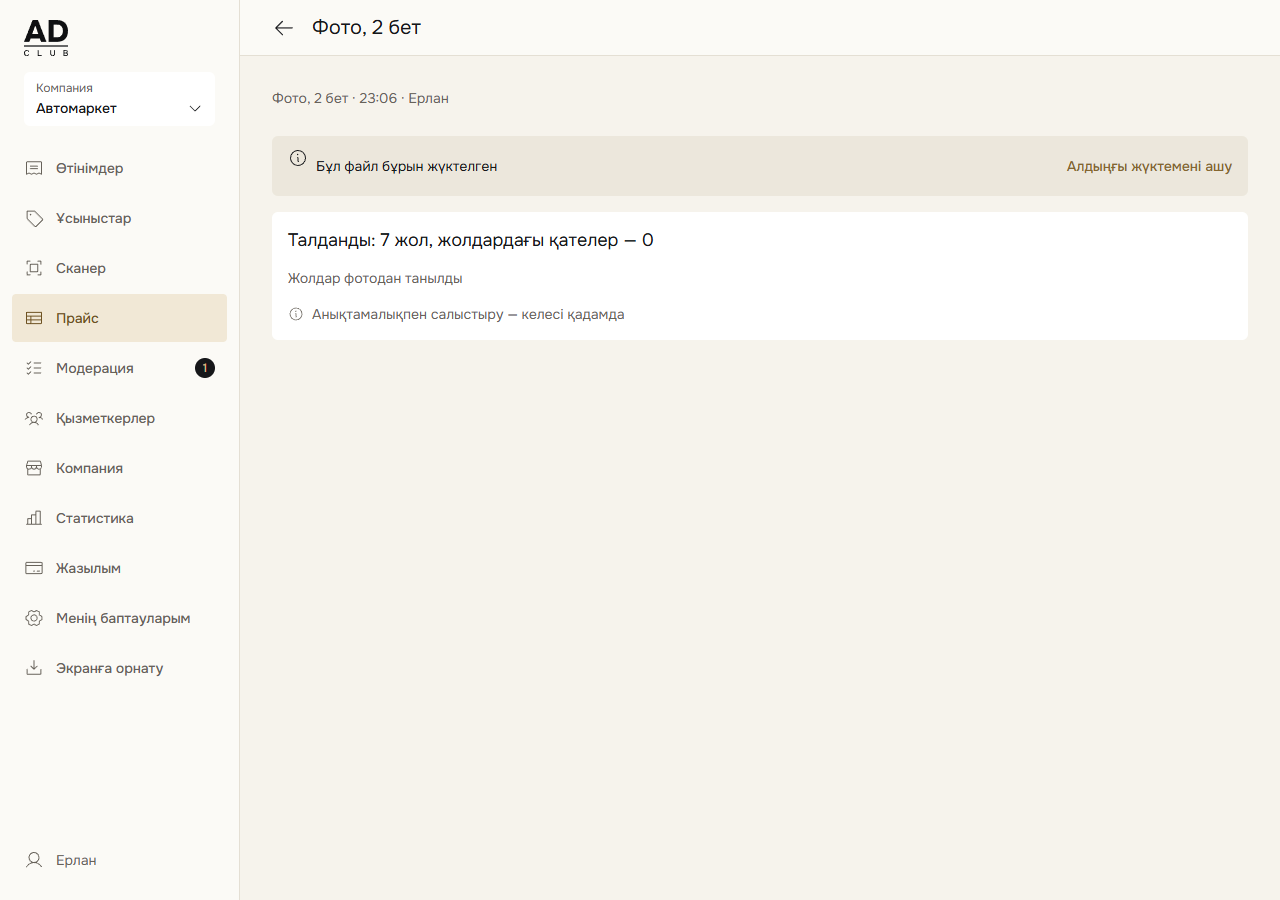 AD
CLUB
Компания
Автомаркет
Өтінімдер
Ұсыныстар
Сканер
Прайс
Модерация 1
Қызметкерлер
Компания
Статистика
Жазылым
Менің баптауларым
Экранға орнату
Ерлан
Фото, 2 бет
Фото, 2 бет · 23:06 · Ерлан
Бұл файл бұрын жүктелген
Алдыңғы жүктемені ашу
Талданды: 7 жол, жолдардағы қателер — 0
Жолдар фотодан танылды
Анықтамалықпен салыстыру — келесі қадамда